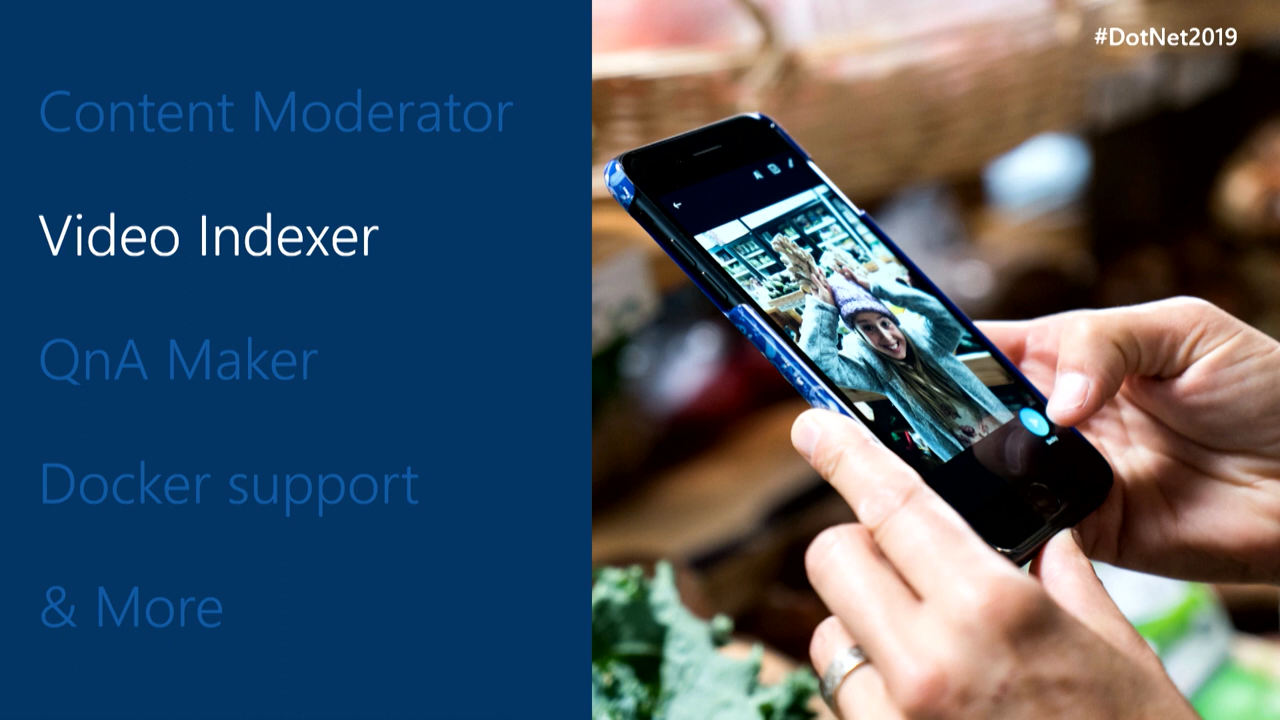 #DotNet2019
Content Moderator
Video Indexer
QnA Maker
Docker support
& More